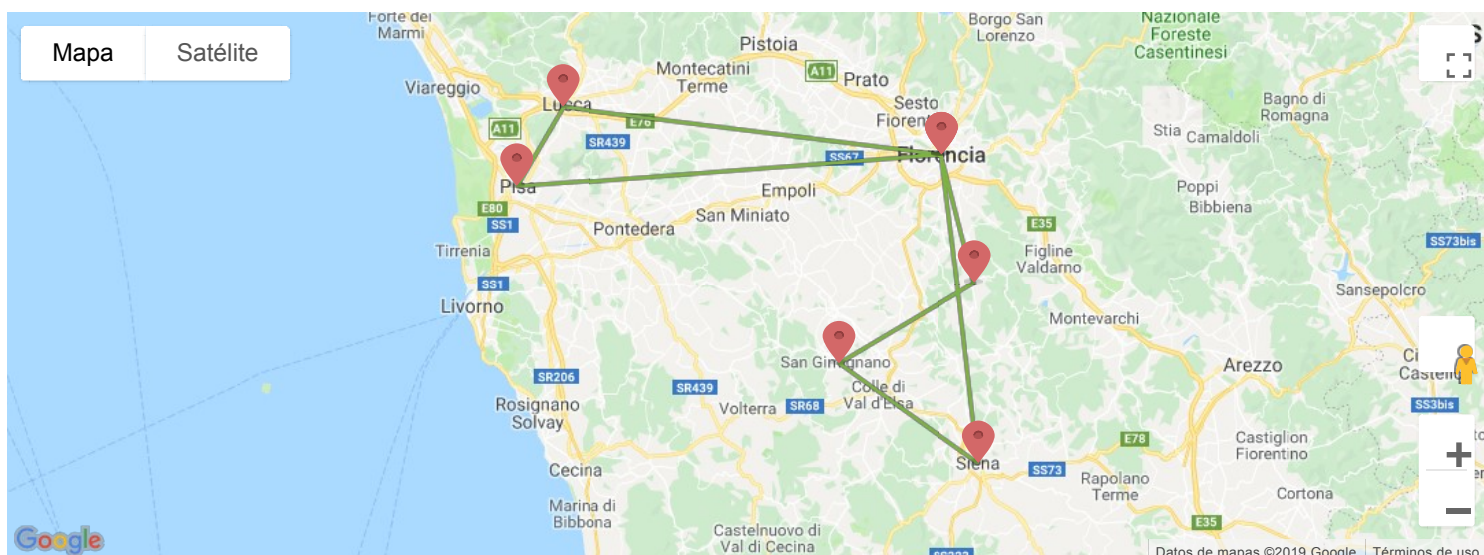 Forte dei
Marmi
Mapa
Satélite
Pistoia
Borgo San
Lorenzo
Nazionale
Foreste
Casentinesi
Viareggio
Montecatini
Terme
A11
Prato
Lucca
E76
Sesto
Bagno di
Romagna
A11
SR439
SS67
Florencia
Stia
Camaldoli
Pisa
Empoli
Poppi
Bibbiena
E80
SS1
San Miniato
Pontedera
E35
SS73bis
Tirrenia
Figline
Valdarno
SS1
Sansepolcro
Livorno
Montevarchi
San Gimignano
Arezzo
SR206
SR439
Colle di
Val d'Elsa
Volterra
SR68
Rosignano
Solvay
SS3bis
Siena
E78
Castiglion
Fiorentino
Cecina
SS73
Rapolano
Terme
Cortona
Marina di
Bibbona
E35
Castelnuovo di
Val di Cecina
Google
Datos de mapas ©2019 Google
Términos de uso